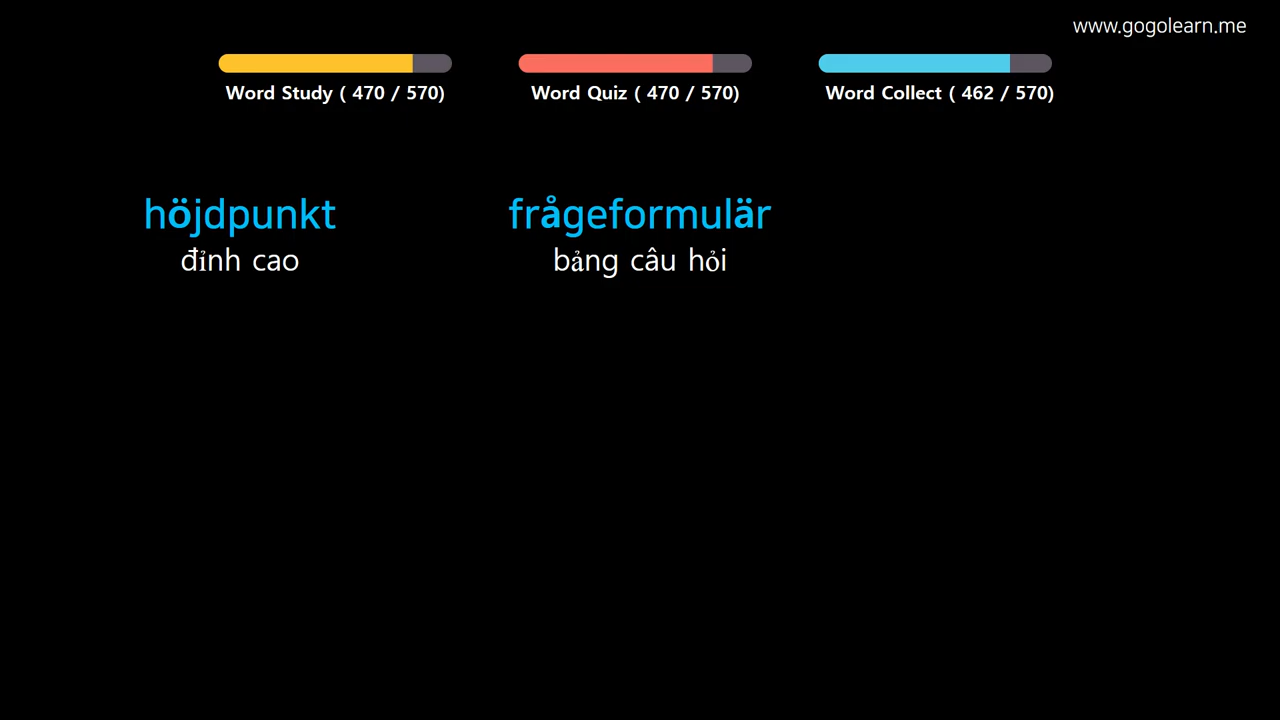 www.gogolearn.me
Word Study ( 470 / 570)
Word Quiz ( 470 / 570)
Word Collect ( 462 / 570)
höjdpunkt
đỉnh cao
frågeformulär
bảng câu hỏi